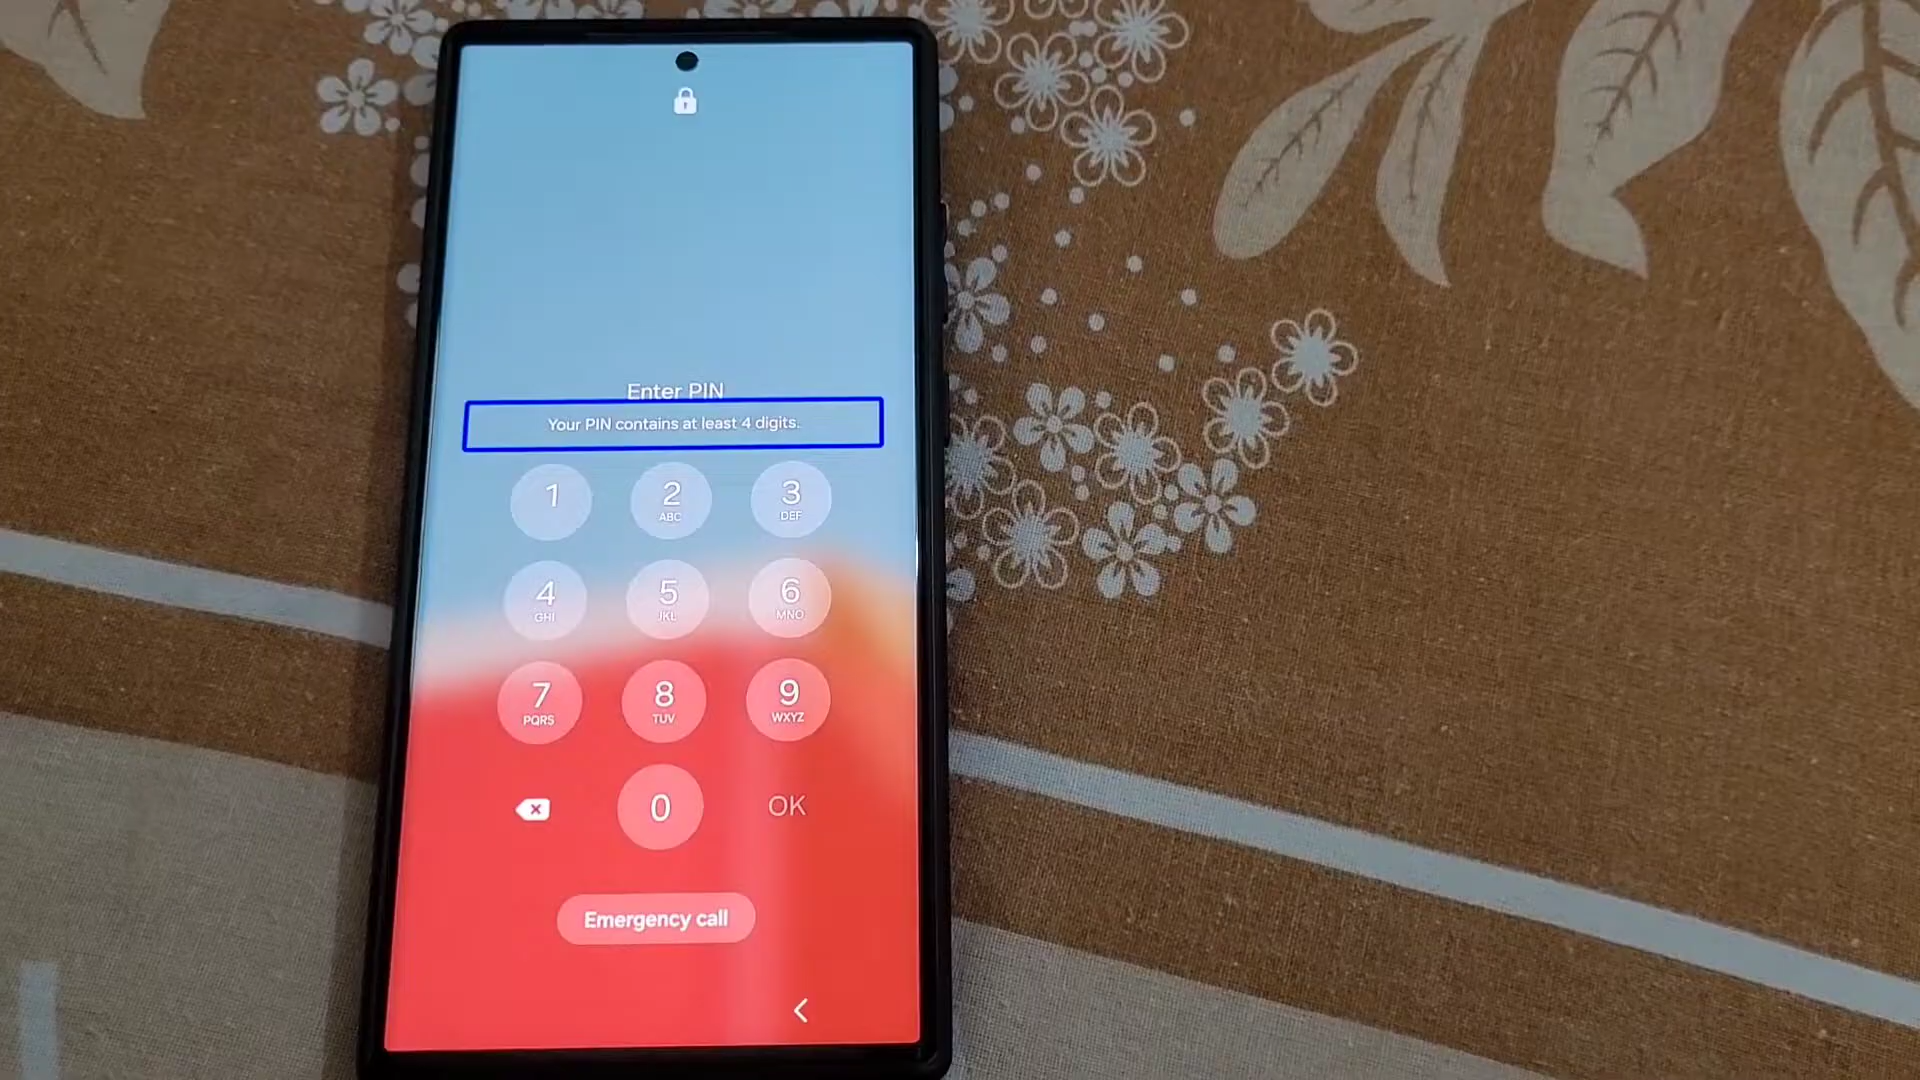 Enter PIN
Your PIN contains at least 4 digits.
1 2 3
ABC DEF
4 5 6
GHI JKL MNO
7 8 9
PQRS TUV WXYZ
0 OK
Emergency call